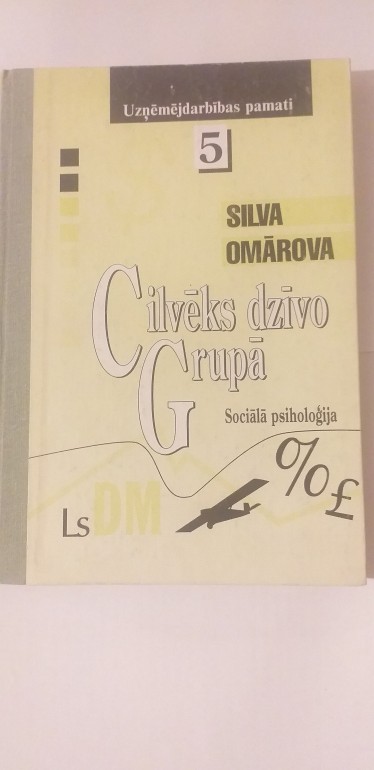 Uzņēmējdarbības pamati
5
SILVA
OMĀROVA
Cilvēks dzīvo
Grupā
Sociālā psiholoģija
%
£
Ls DM